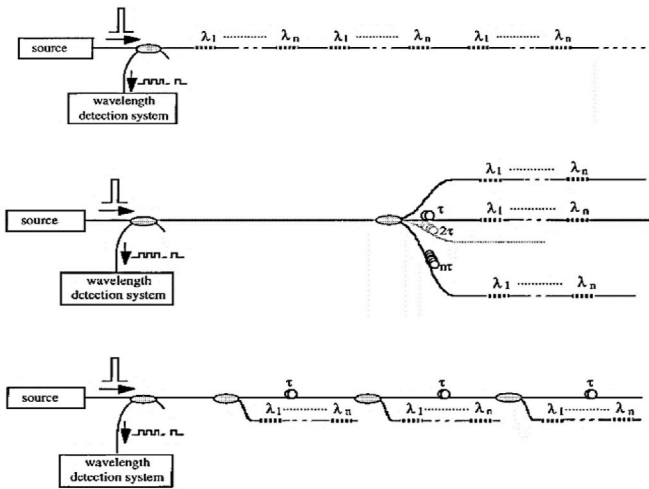 source λ1 ......... λn λ1 ......... λn λ1 ......... λn
wavelength
detection system
λ1 ......... λn
source τ λ1 ......... λn
2τ
wavelength
detection system
nτ
λ1 ......... λn
source τ τ τ
λ1 ......... λn λ1 ......... λn λ1 ......... λn
wavelength
detection system